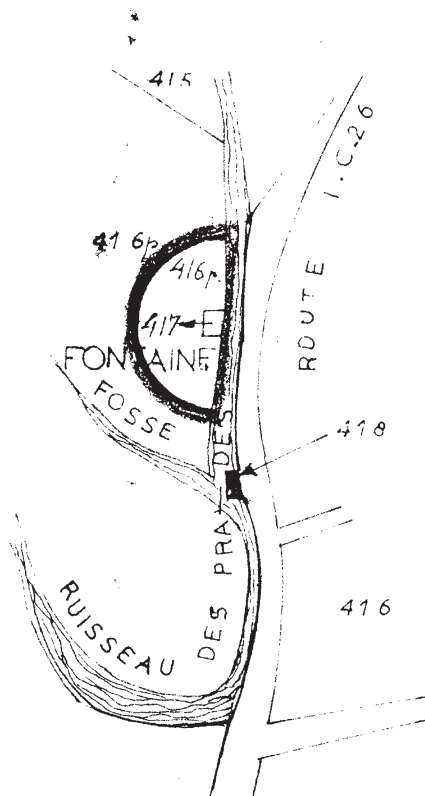 415
ROUTE I.C.26
416p.
416p.
417
FONTAINE
FOSSE
DES
418
DES PRA
416
RUISSEAU